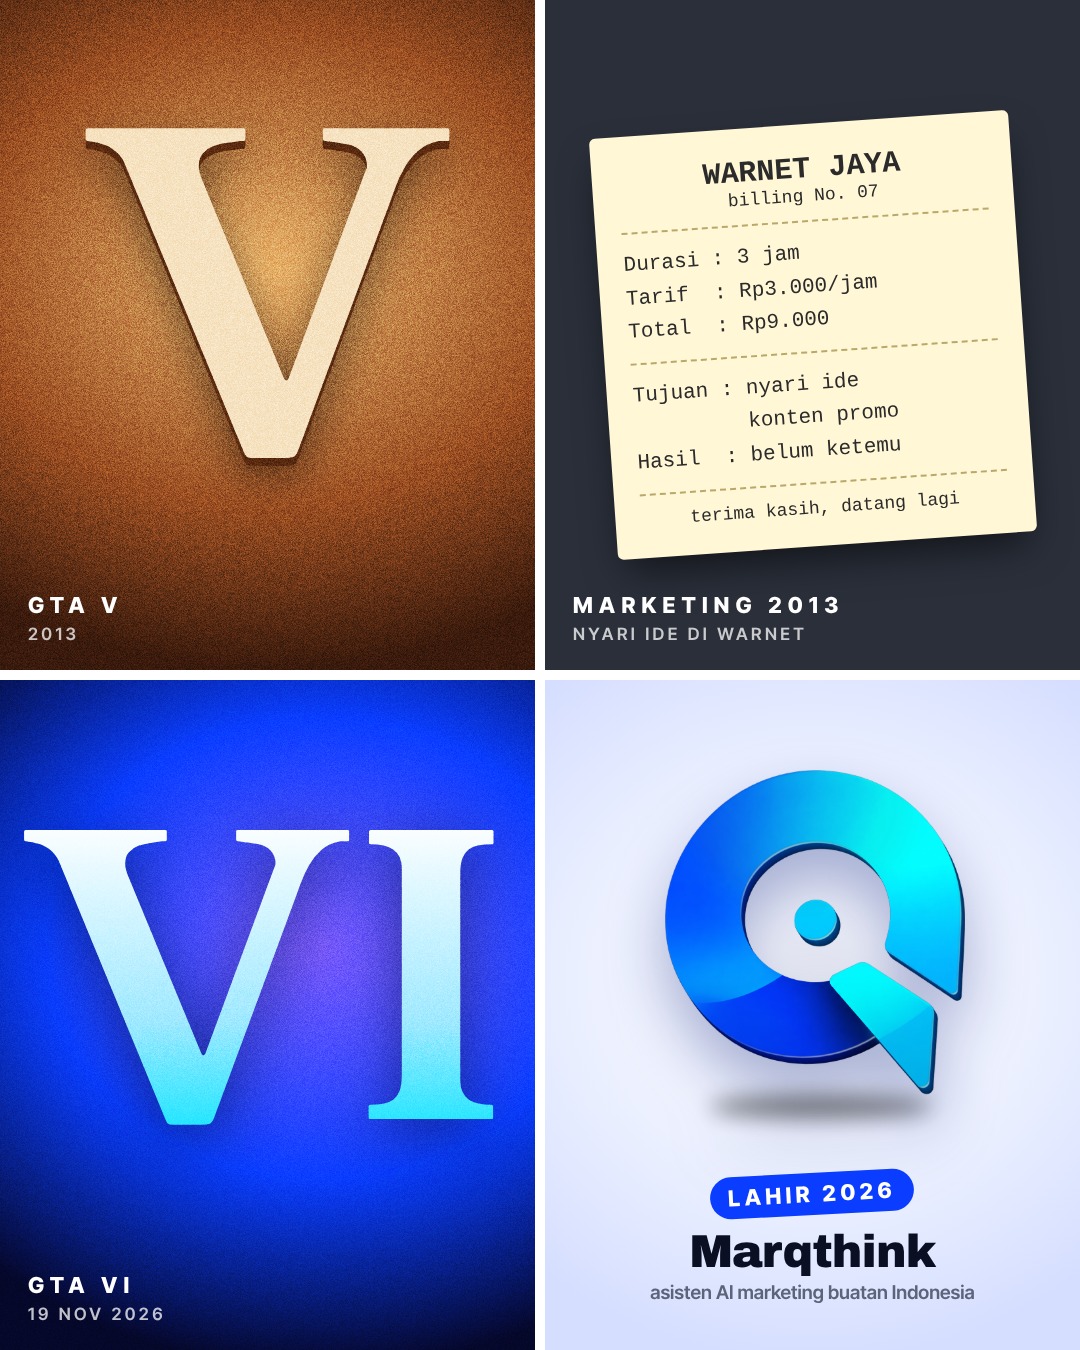 V
GTA V
2013
WARNET JAYA
billing No. 07
Durasi : 3 jam
Tarif : Rp3.000/jam
Total : Rp9.000
Tujuan : nyari ide
konten promo
Hasil : belum ketemu
terima kasih, datang lagi
MARKETING 2013
NYARI IDE DI WARNET
VI
GTA VI
19 NOV 2026
LAHIR 2026
Marqthink
asisten AI marketing buatan Indonesia